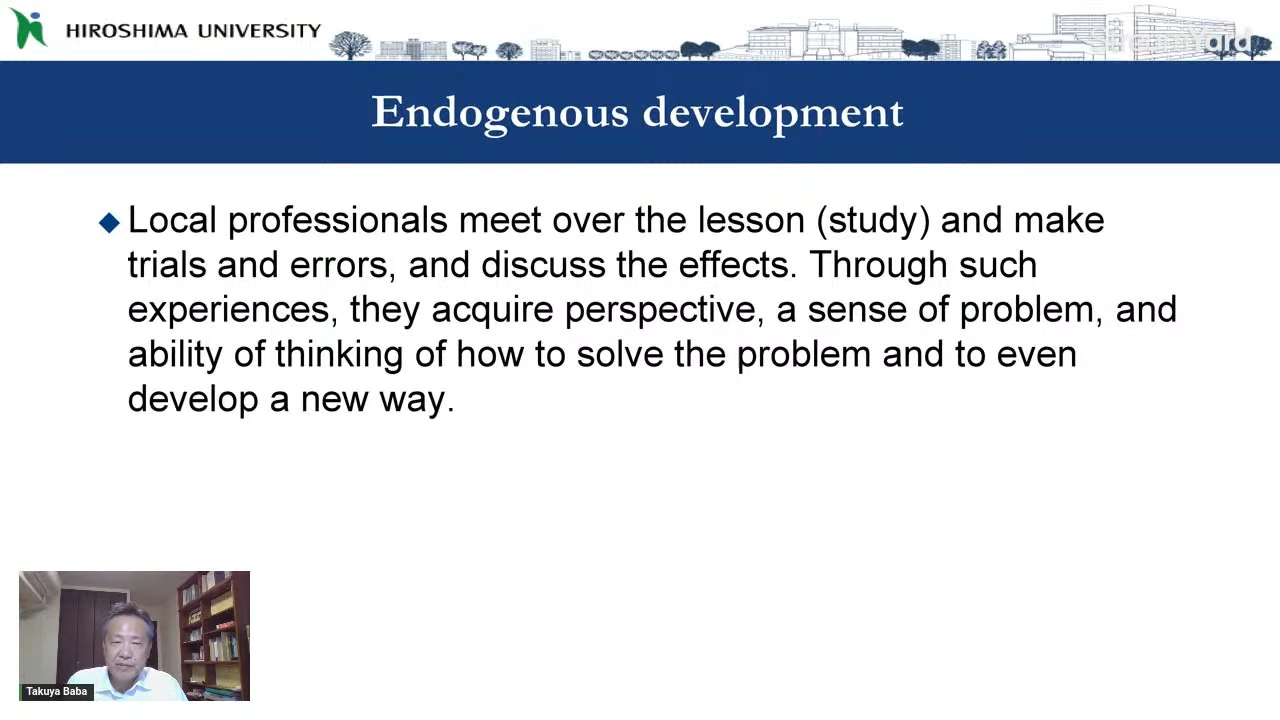 HIROSHIMA UNIVERSITY
StreamYard
Endogenous development
Local professionals meet over the lesson (study) and make
trials and errors, and discuss the effects. Through such
experiences, they acquire perspective, a sense of problem, and
ability of thinking of how to solve the problem and to even
develop a new way.
Takuya Baba